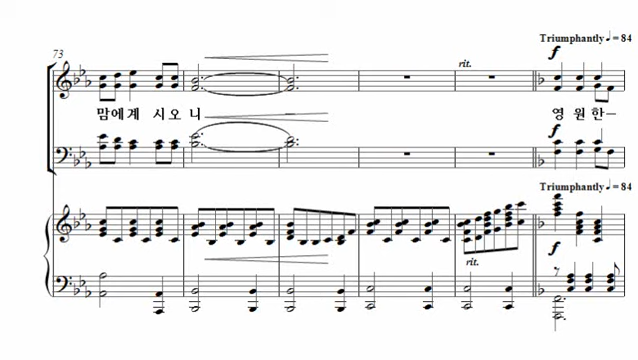 Triumphantly ♩= 84
73
rit.
f
맘에계 시오 니
영 원 한
f
Triumphantly ♩= 84
f
rit.